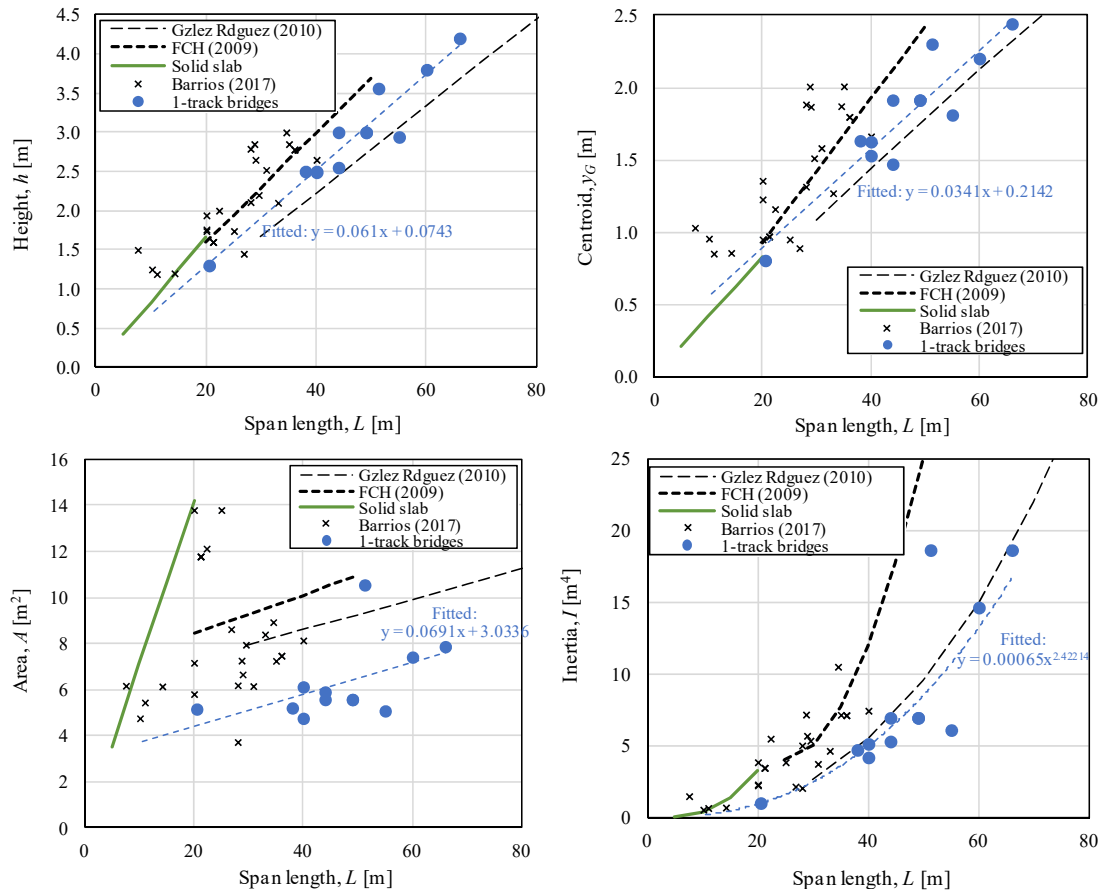 4.5
4.0
3.5
3.0
2.5
2.0
1.5
1.0
0.5
0.0
Height, h [m]
Gzlez Rdguez (2010)
FCH (2009)
Solid slab
Barrios (2017)
1-track bridges
Fitted: y = 0.061x + 0.0743
0
20
40
60
80
Span length, L [m]
2.5
2.0
1.5
1.0
0.5
0.0
Centroid, yG [m]
Fitted: y = 0.0341x + 0.2142
Gzlez Rdguez (2010)
FCH (2009)
Solid slab
Barrios (2017)
1-track bridges
0
20
40
60
80
Span length, L [m]
16
14
12
10
8
6
4
2
0
Area, A [m²]
Gzlez Rdguez (2010)
FCH (2009)
Solid slab
Barrios (2017)
1-track bridges
Fitted:
y = 0.0691x + 3.0336
0
20
40
60
80
Span length, L [m]
25
20
15
10
5
0
Inertia, I [m⁴]
Gzlez Rdguez (2010)
FCH (2009)
Solid slab
Barrios (2017)
1-track bridges
Fitted:
y = 0.00065x^2.42214
0
20
40
60
80
Span length, L [m]